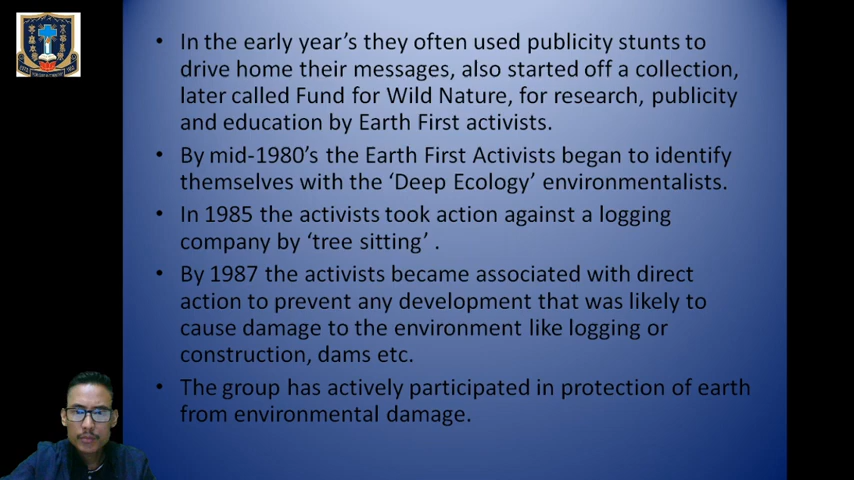 • In the early year's they often used publicity stunts to
drive home their messages, also started off a collection,
later called Fund for Wild Nature, for research, publicity
and education by Earth First activists.
• By mid-1980's the Earth First Activists began to identify
themselves with the 'Deep Ecology' environmentalists.
• In 1985 the activists took action against a logging
company by 'tree sitting' .
• By 1987 the activists became associated with direct
action to prevent any development that was likely to
cause damage to the environment like logging or
construction, dams etc.
• The group has actively participated in protection of earth
from environmental damage.